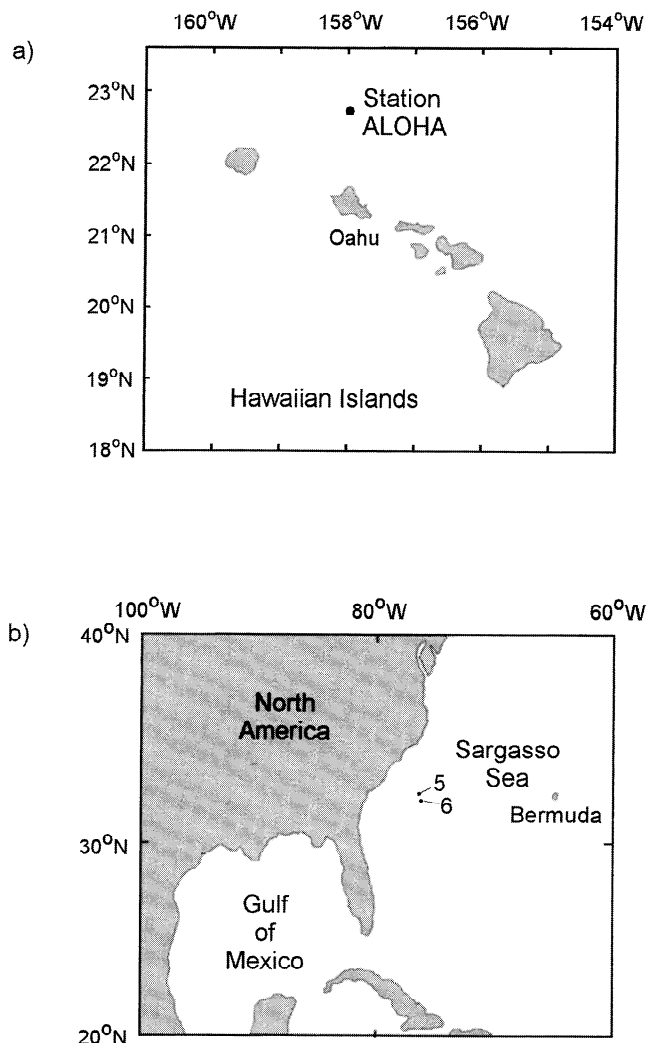 160°W 158°W 156°W 154°W
a)
23°N
Station
ALOHA
22°N
21°N
Oahu
20°N
19°N
Hawaiian Islands
18°N
100°W 80°W 60°W
b)
40°N
North
America
Sargasso
Sea
5
6
Bermuda
30°N
Gulf
of
Mexico
20°N